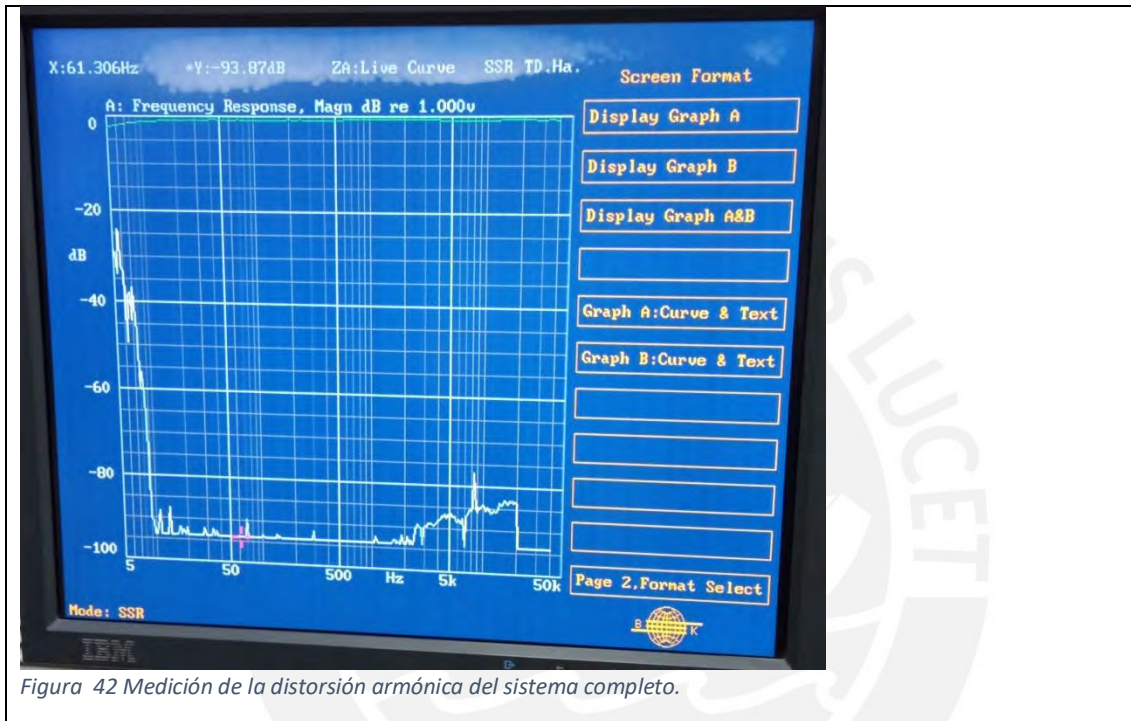 X:61.306Hz *Y:-93.87dB ZA:Live Curve SSR TD.Ha.
Screen Format
A: Frequency Response, Magn dB re 1.000v
Display Graph A
0
Display Graph B
-20
Display Graph A&B
dB
-40
Graph A:Curve & Text
Graph B:Curve & Text
-60
-80
-100
5 50 500 Hz 5k 50k
Page 2,Format Select
Mode: SSR
B K
IBM
Figura 42 Medición de la distorsión armónica del sistema completo.
S LUCET